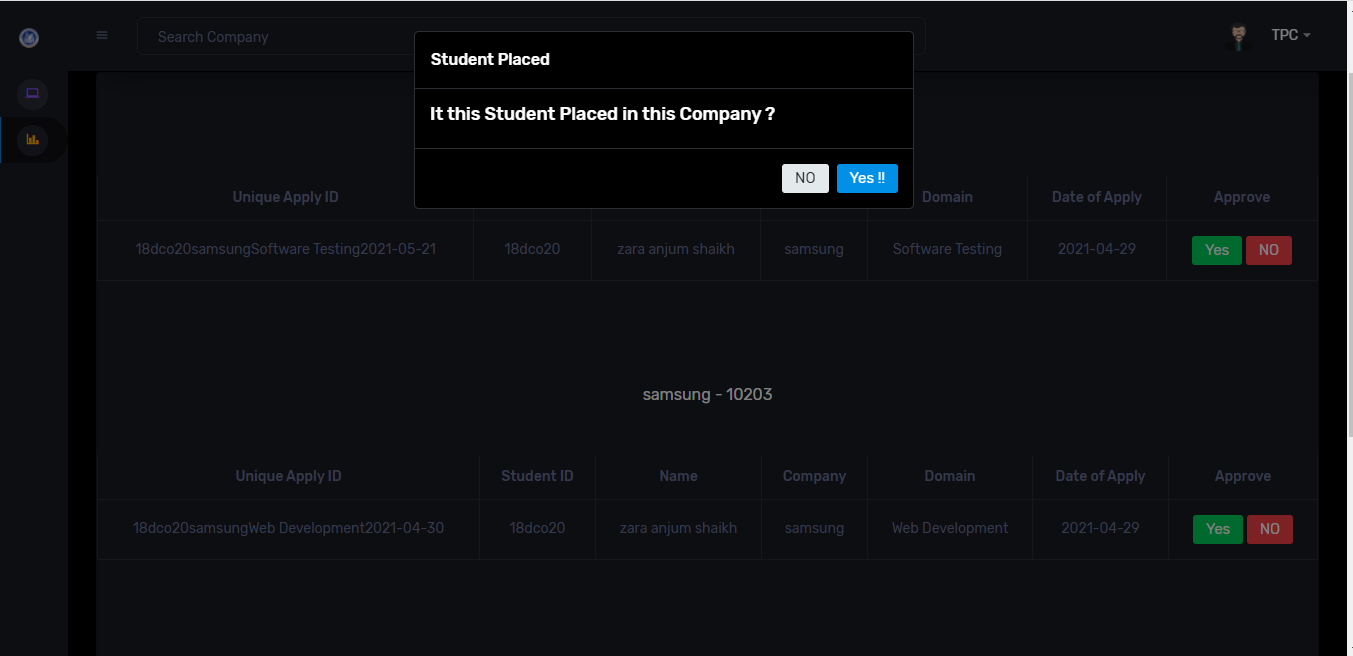 Search Company
TPC
Student Placed
It this Student Placed in this Company ?
NO Yes !!
Unique Apply ID Domain Date of Apply Approve
18dco20samsungSoftware Testing2021-05-21 18dco20 zara anjum shaikh samsung Software Testing 2021-04-29 Yes NO
samsung - 10203
Unique Apply ID Student ID Name Company Domain Date of Apply Approve
18dco20samsungWeb Development2021-04-30 18dco20 zara anjum shaikh samsung Web Development 2021-04-29 Yes NO